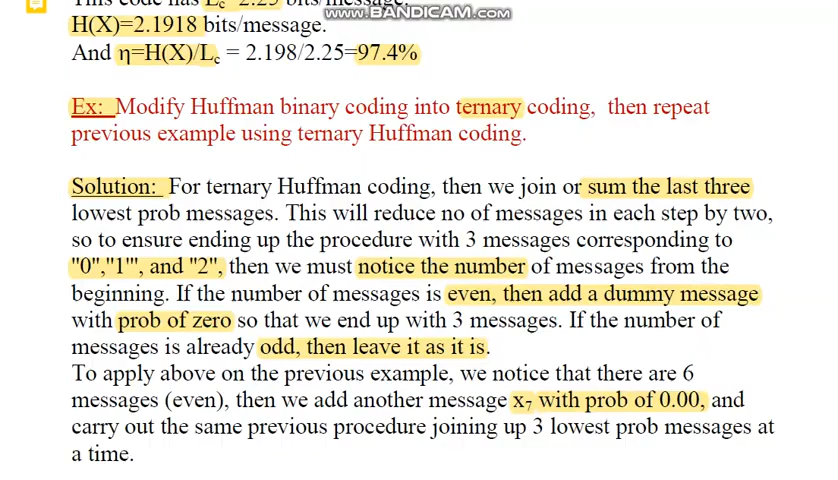 This code has Lc=2.25 bits/message.
www.BANDICAM.com
H(X)=2.1918 bits/message.
And η=H(X)/Lc = 2.198/2.25=97.4%
Ex: Modify Huffman binary coding into ternary coding, then repeat
previous example using ternary Huffman coding.
Solution: For ternary Huffman coding, then we join or sum the last three
lowest prob messages. This will reduce no of messages in each step by two,
so to ensure ending up the procedure with 3 messages corresponding to
"0","1"', and "2", then we must notice the number of messages from the
beginning. If the number of messages is even, then add a dummy message
with prob of zero so that we end up with 3 messages. If the number of
messages is already odd, then leave it as it is.
To apply above on the previous example, we notice that there are 6
messages (even), then we add another message x₇ with prob of 0.00, and
carry out the same previous procedure joining up 3 lowest prob messages at
a time.